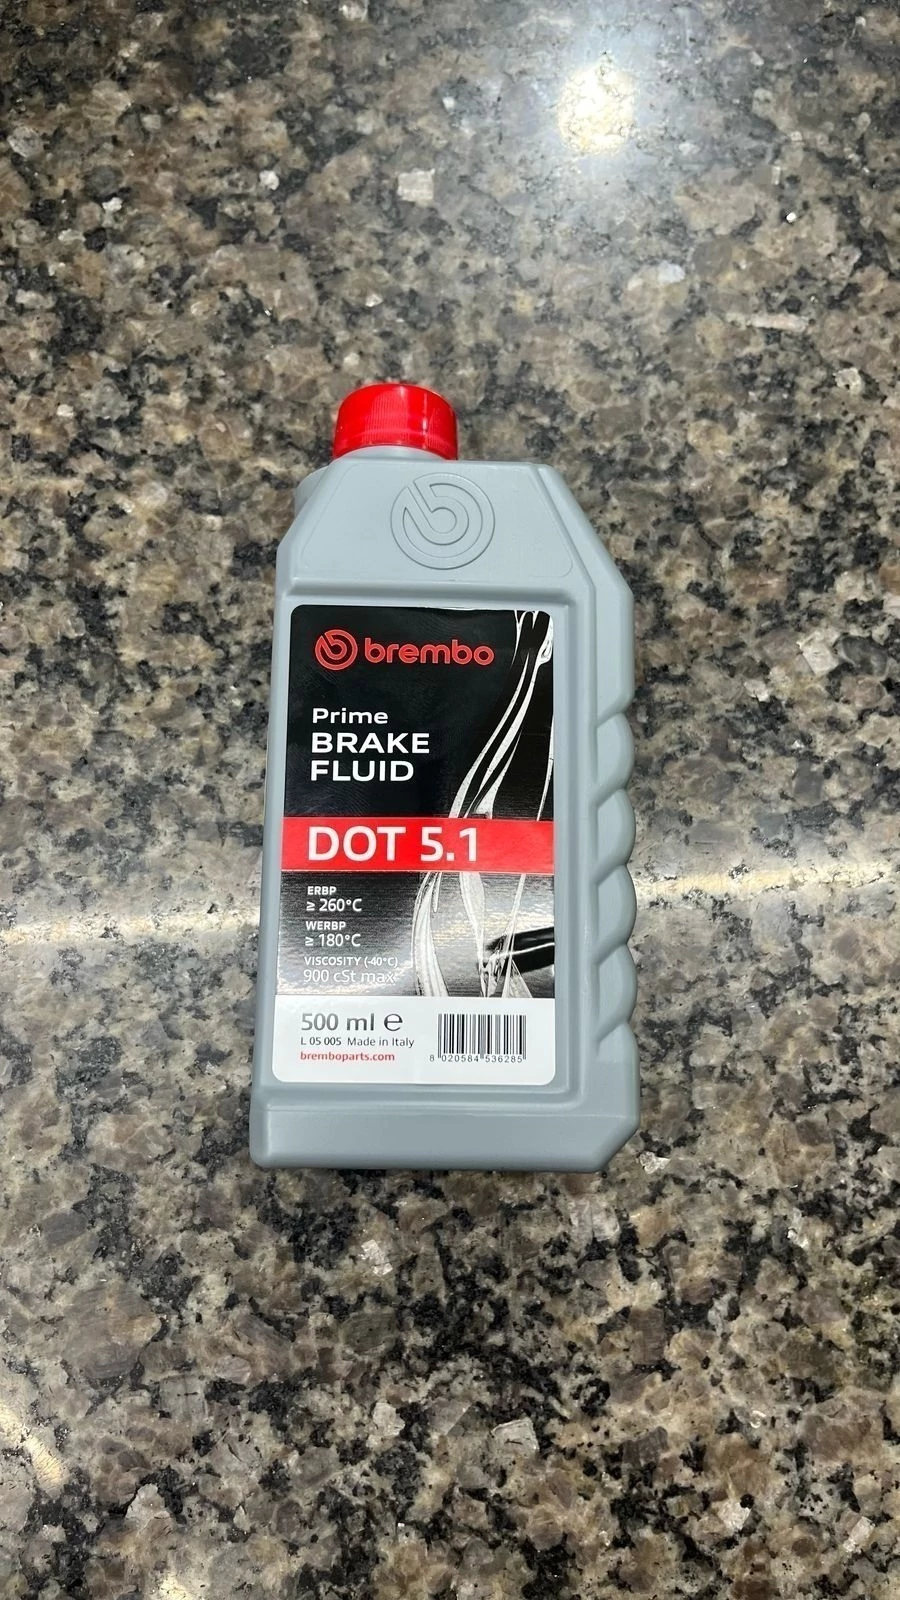 brembo
Prime
BRAKE
FLUID
DOT 5.1
ERBP
≥ 260°C
WERBP
≥ 180°C
VISCOSITY (-40°C)
900 cSt max
500 ml ℮
L 05 005 Made in Italy
bremboparts.com
8 020584 536285